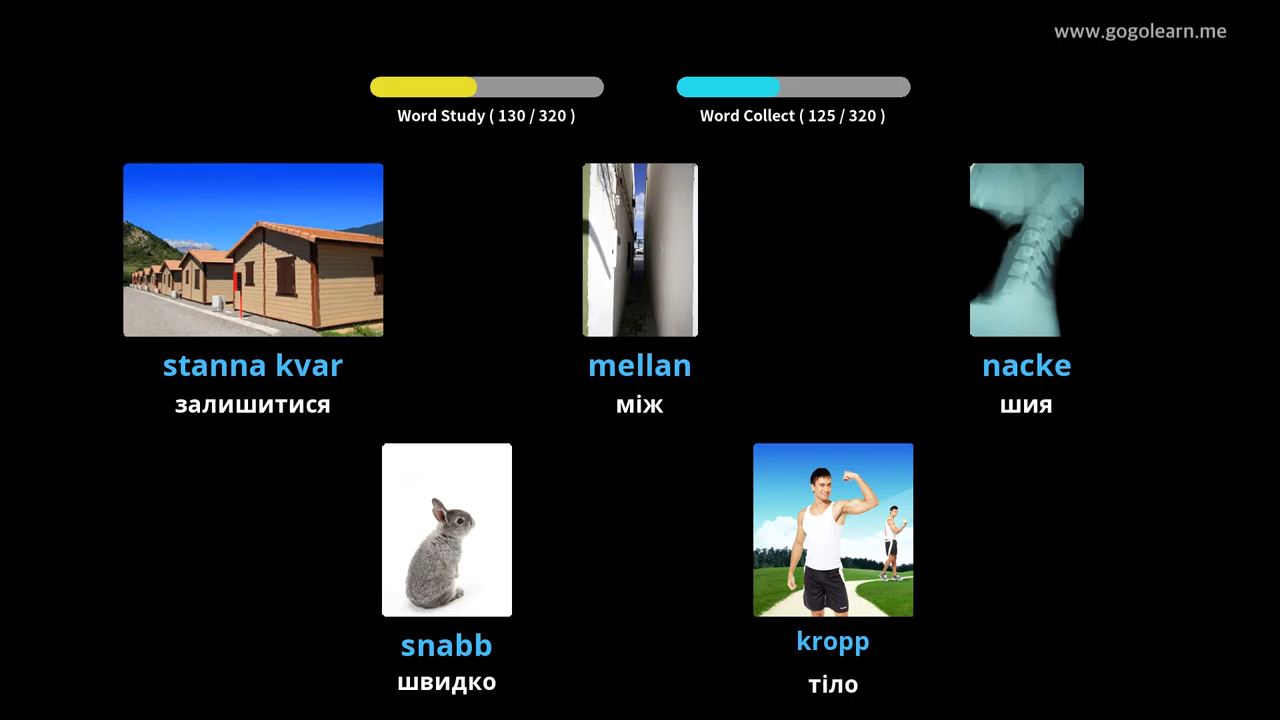 www.gogolearn.me
Word Study ( 130 / 320 )
Word Collect ( 125 / 320 )
stanna kvar
залишитися
mellan
між
nacke
шия
snabb
швидко
kropp
тіло